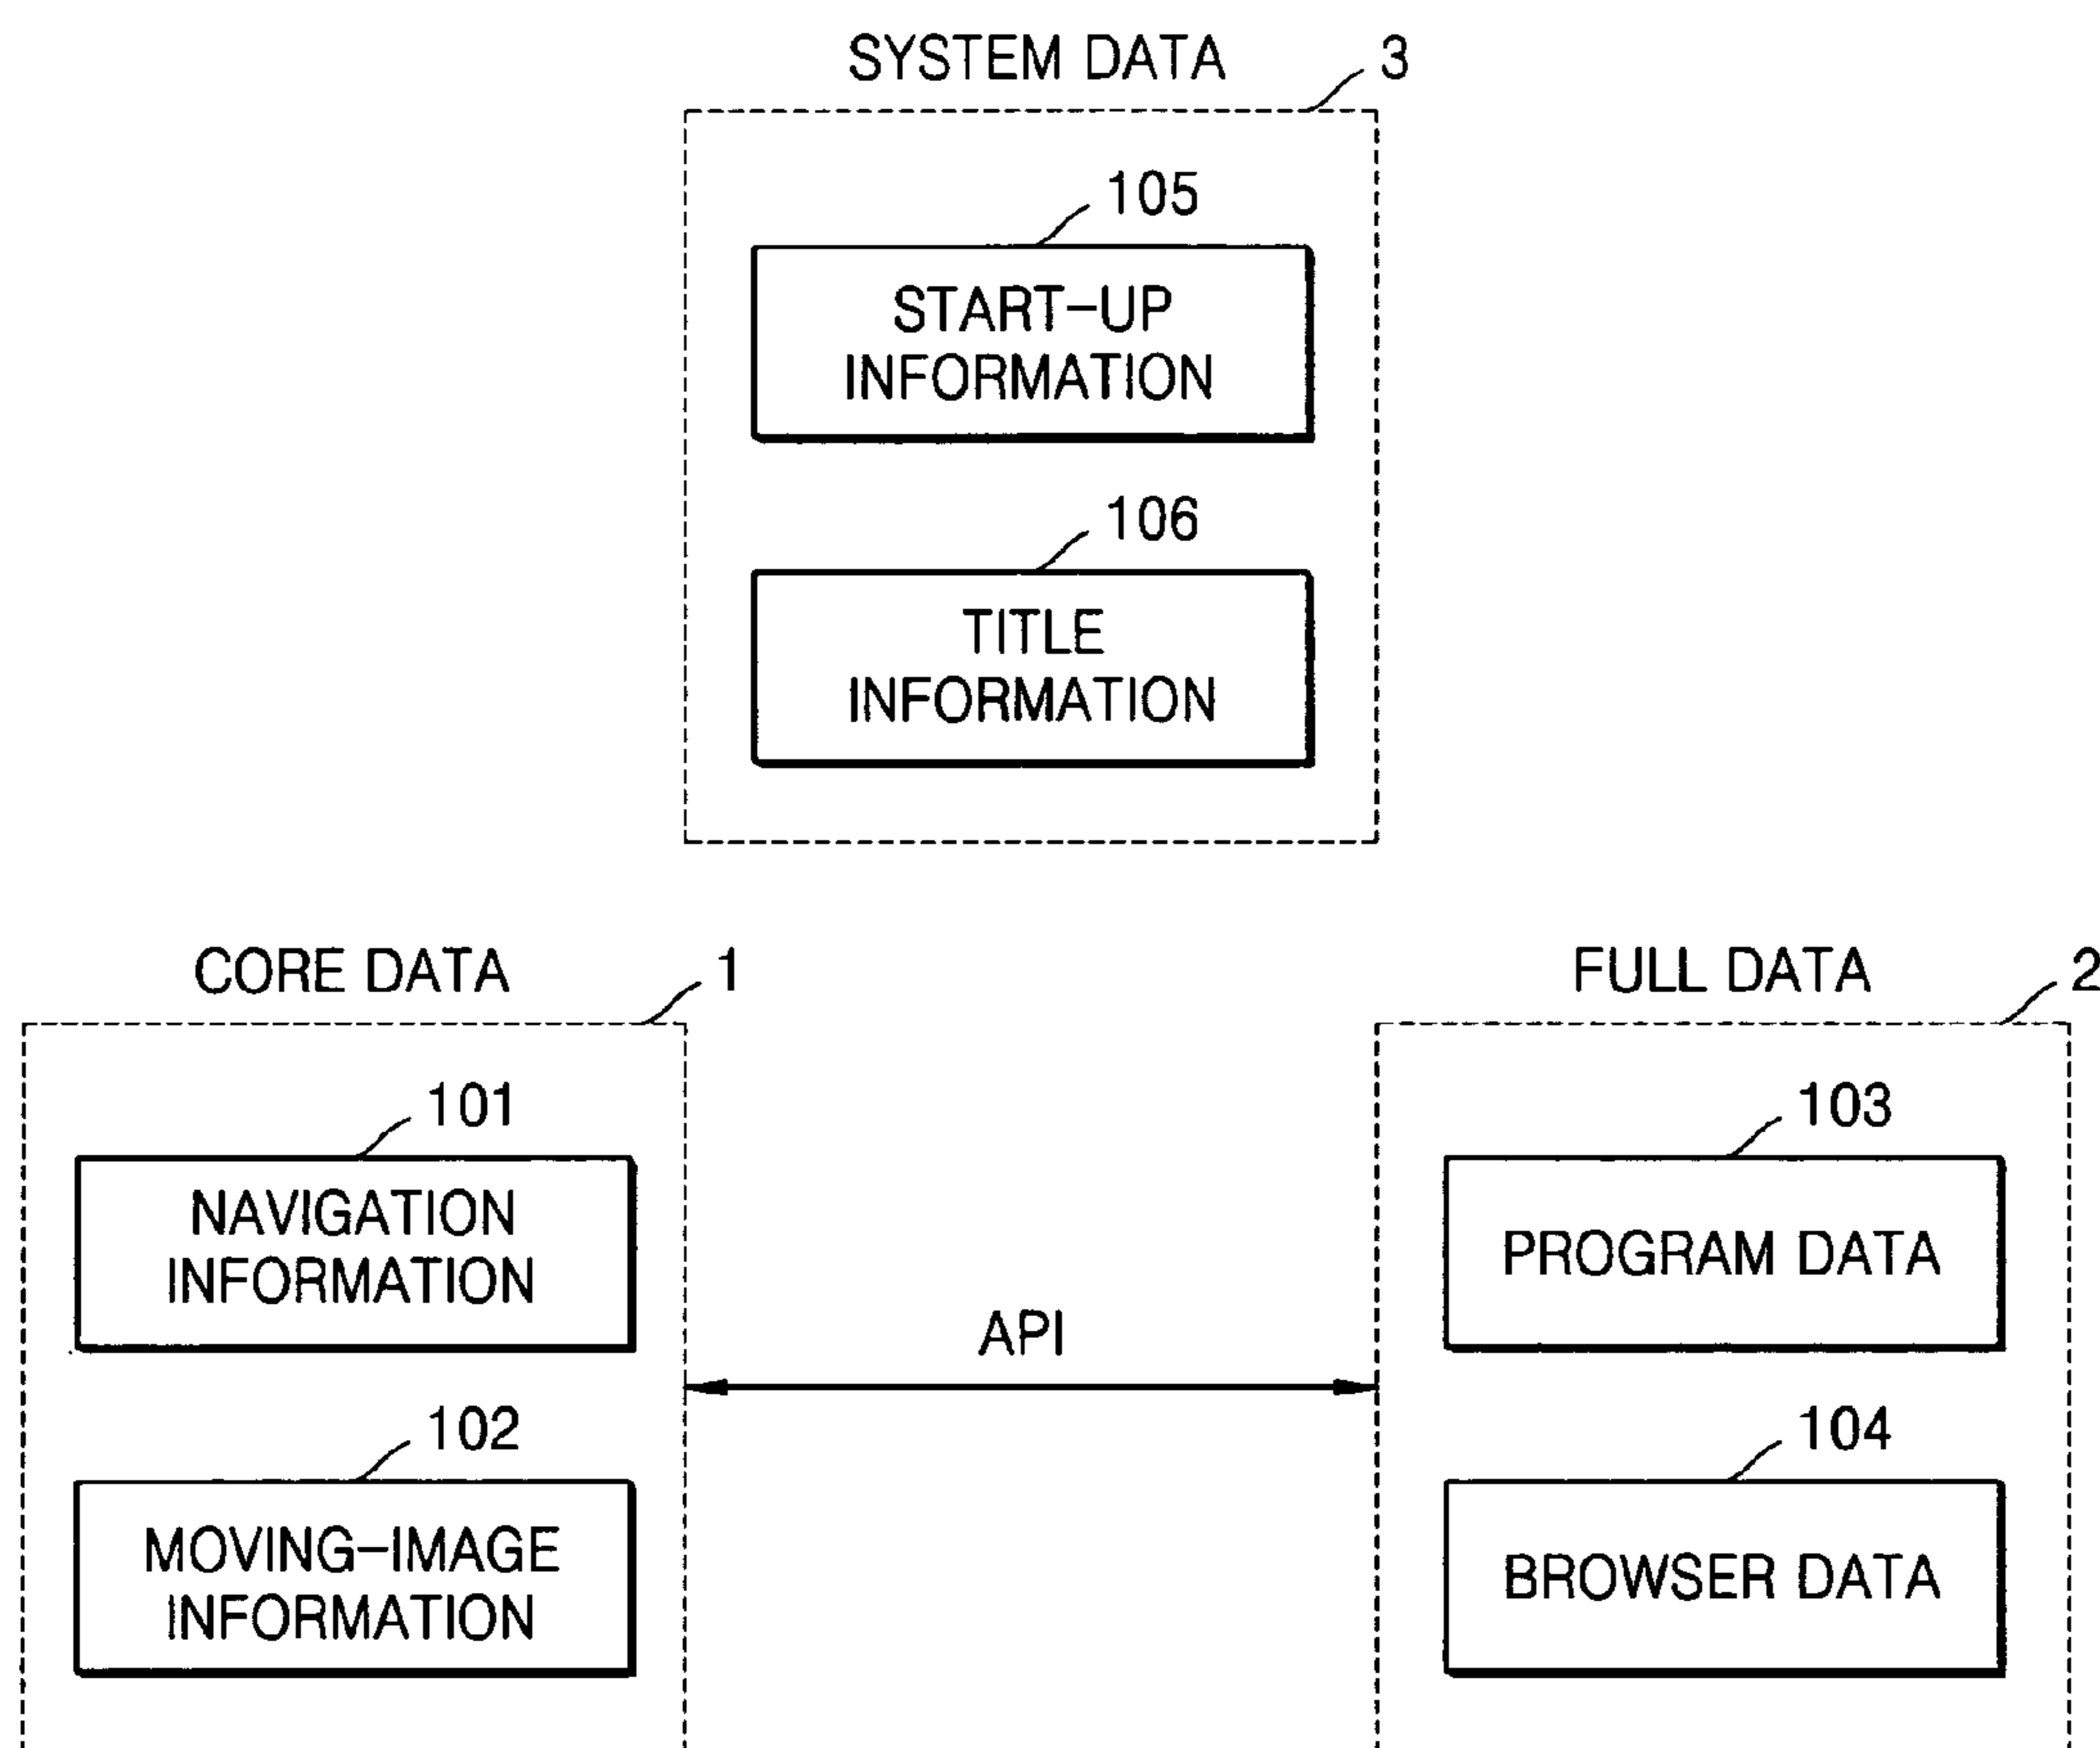 SYSTEM DATA
3
105
START-UP
INFORMATION
106
TITLE
INFORMATION
CORE DATA
1
101
NAVIGATION
INFORMATION
102
MOVING-IMAGE
INFORMATION
API
FULL DATA
2
103
PROGRAM DATA
104
BROWSER DATA